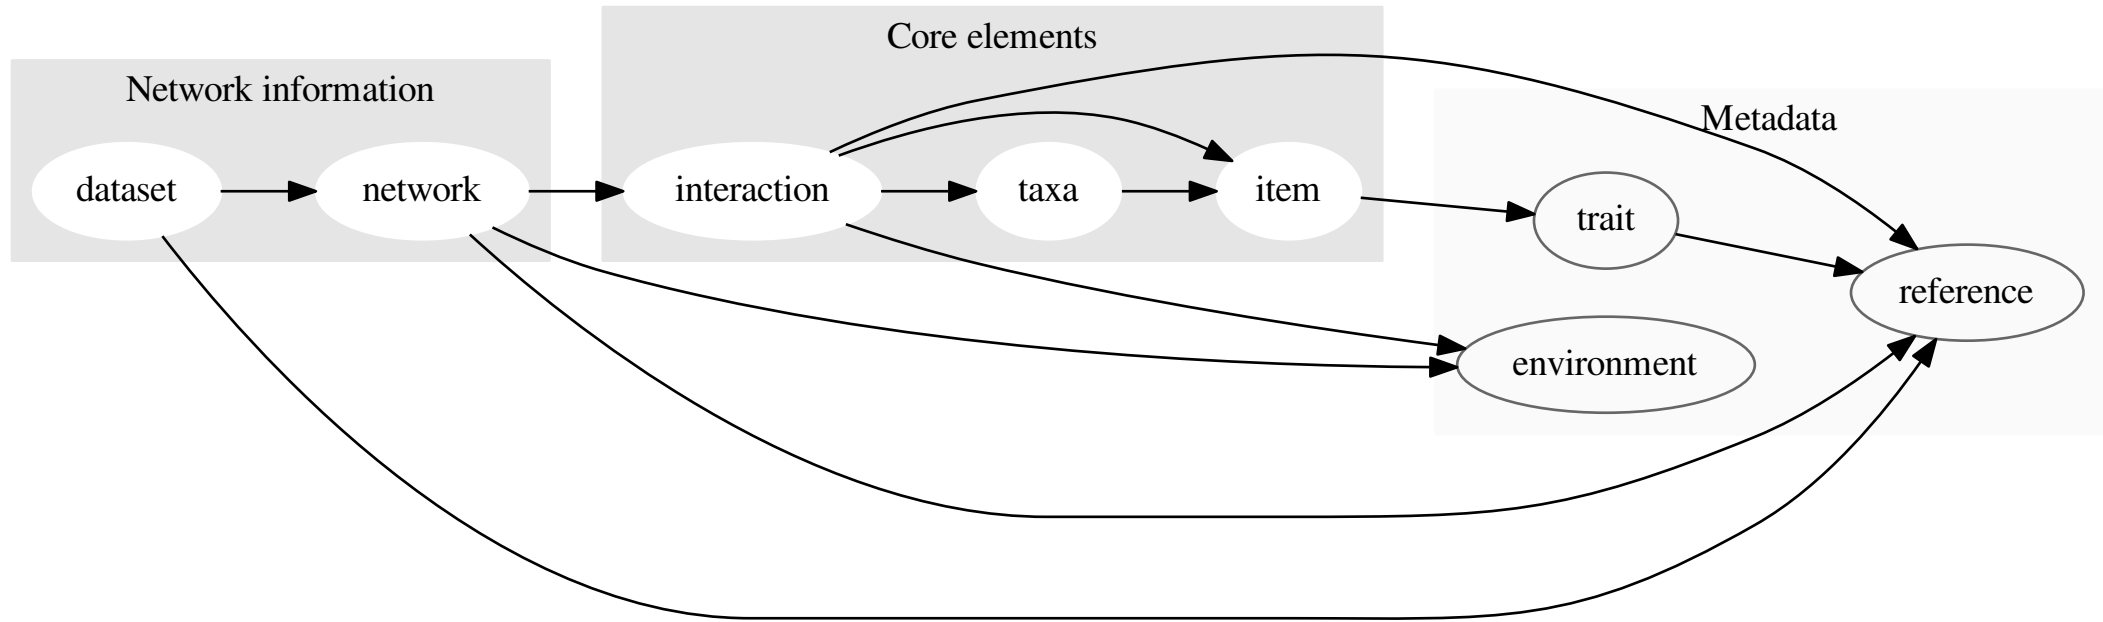 Network information
dataset
network
Core elements
interaction
taxa
item
Metadata
trait
environment
reference